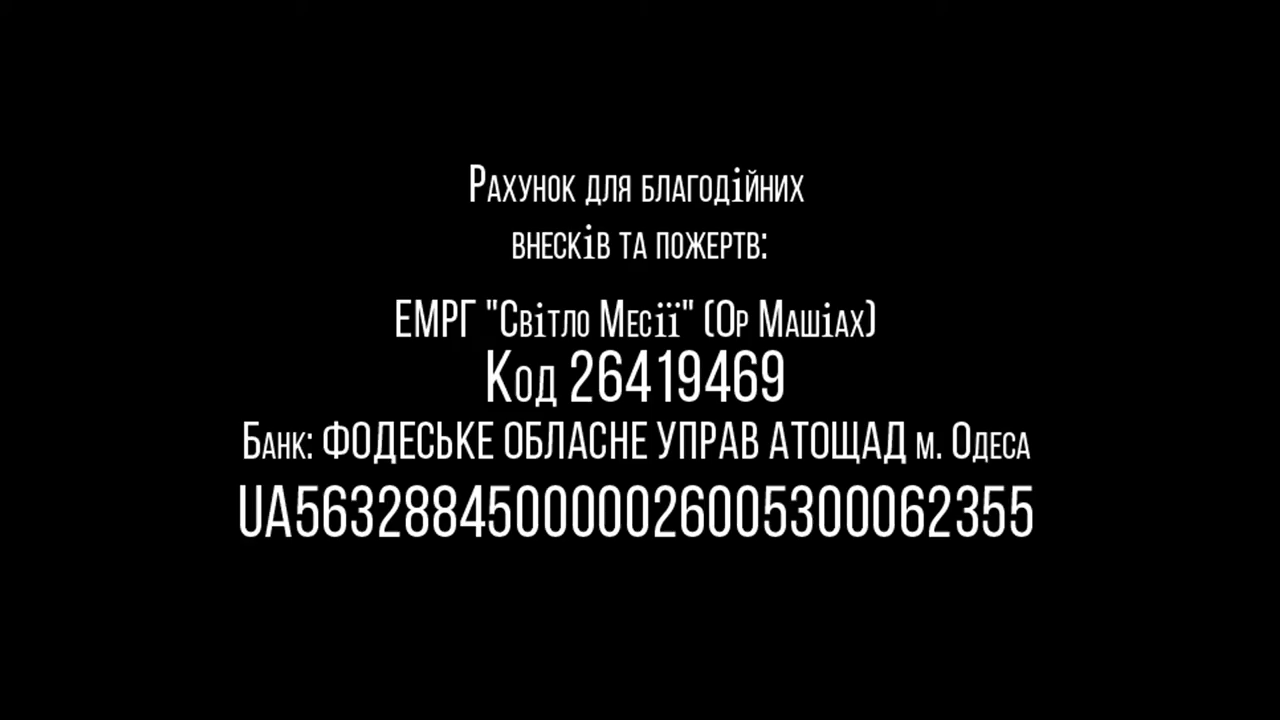 Рахунок для благодійних
внесків та пожертв:
ЕМРГ "Світло Месії" (Ор Машіах)
Код 26419469
Банк: ФОДЕСЬКЕ ОБЛАСНЕ УПРАВ АТОЩАД м. Одеса
UA563288450000026005300062355